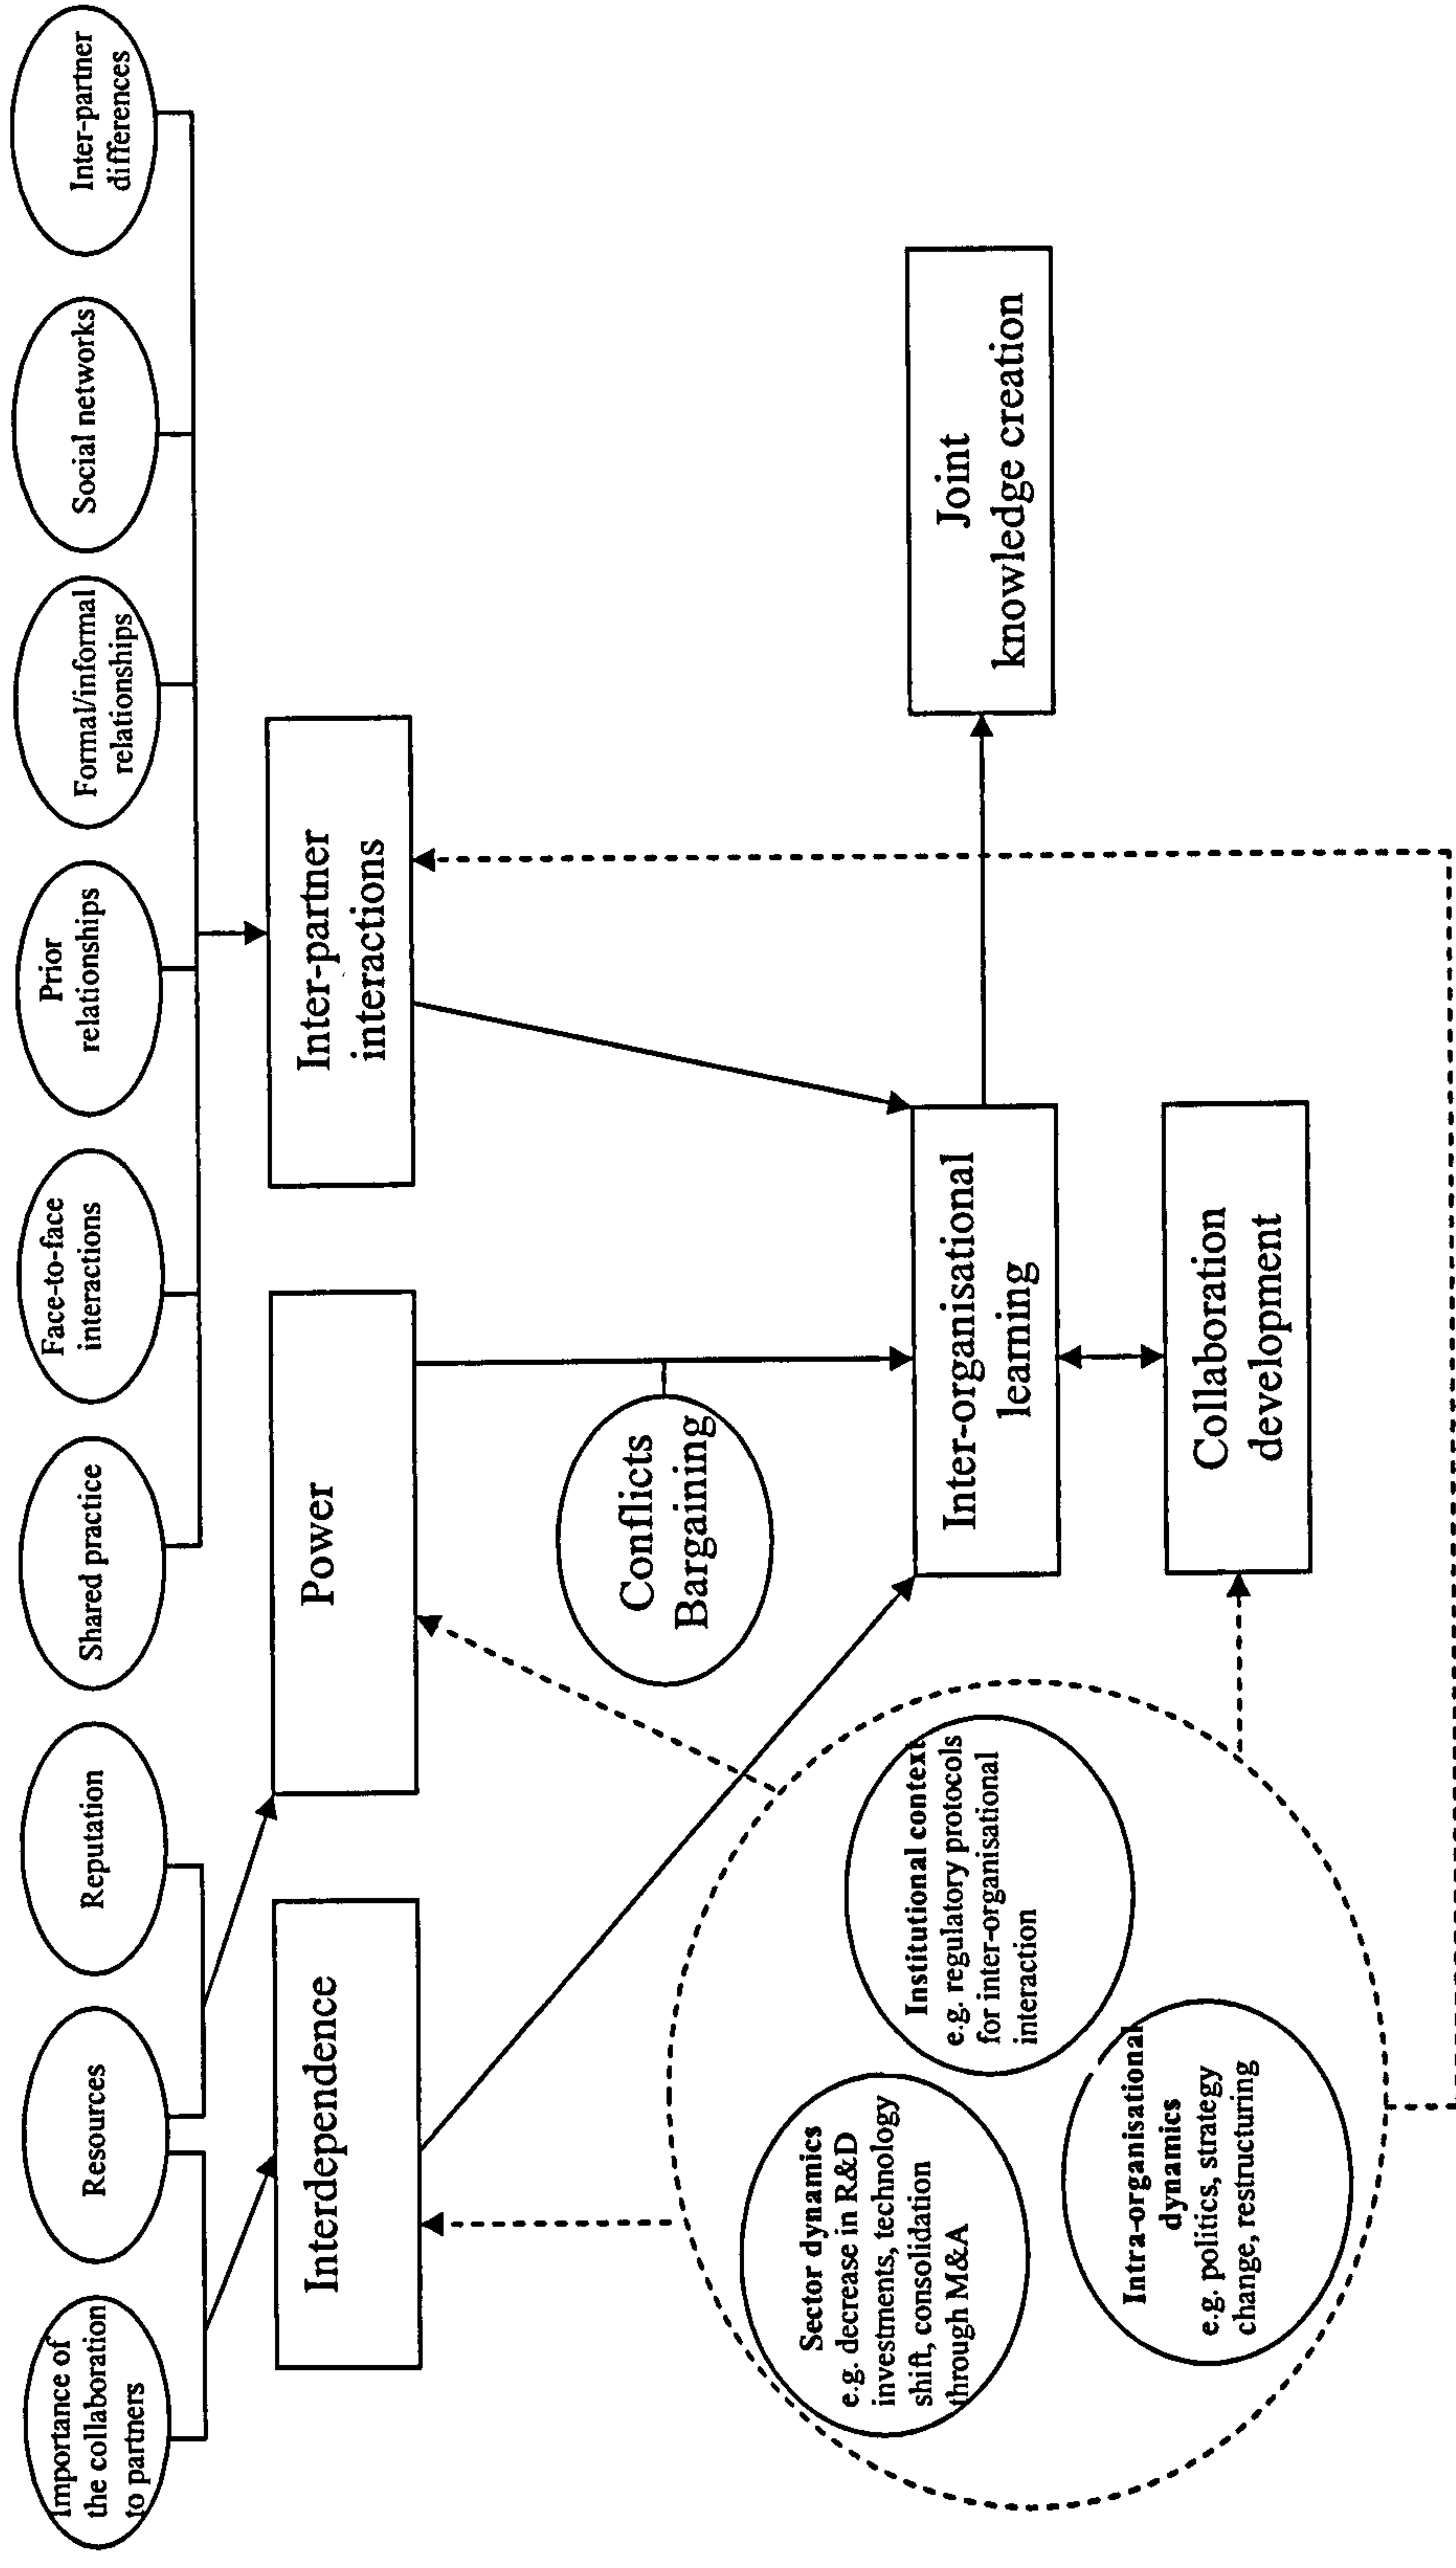 Importance of
the collaboration
to partners
Resources
Reputation
Shared practice
Face-to-face
interactions
Prior
relationships
Formal/informal
relationships
Social networks
Inter-partner
differences
Interdependence
Power
Inter-partner
interactions
Conflicts
Bargaining
Sector dynamics
e.g. decrease in R&D
investments, technology
shift, consolidation
through M&A
Institutional context
e.g. regulatory protocols
for inter-organisational
interaction
Intra-organisational
dynamics
e.g. politics, strategy
change, restructuring
Inter-organisational
learning
Joint
knowledge creation
Collaboration
development